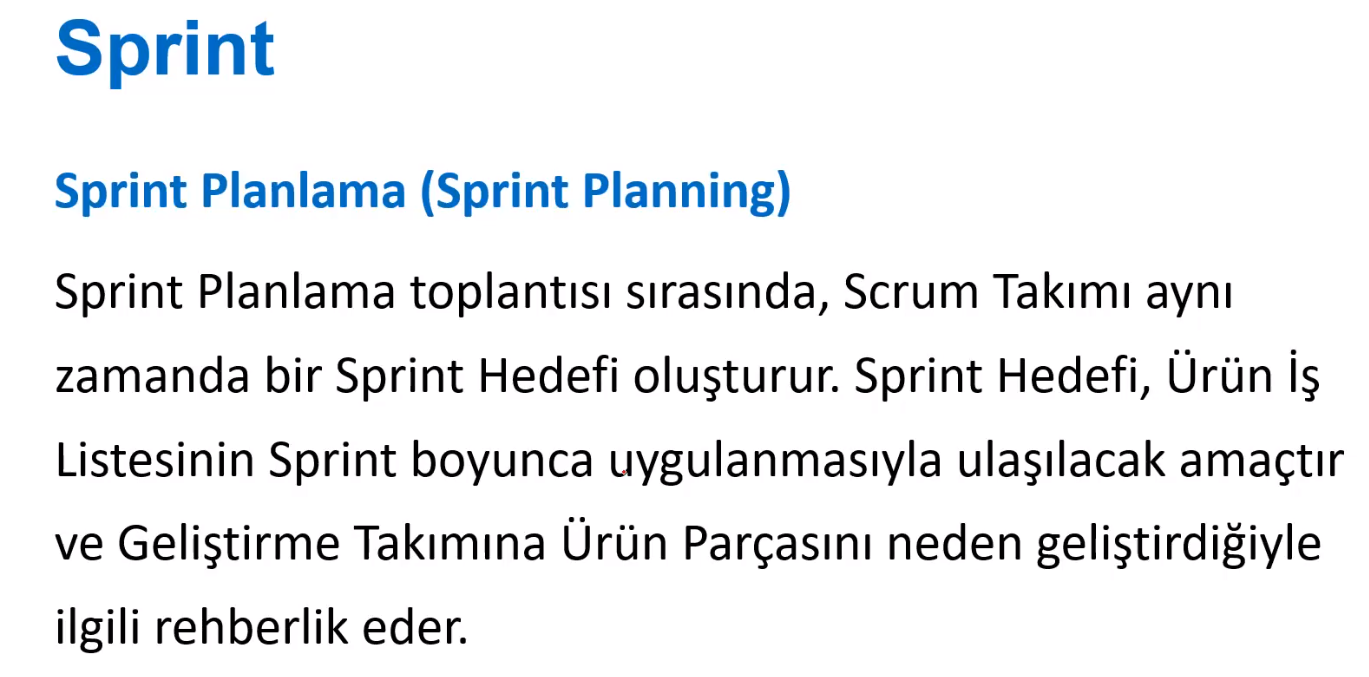 Sprint
Sprint Planlama (Sprint Planning)
Sprint Planlama toplantısı sırasında, Scrum Takımı aynı
zamanda bir Sprint Hedefi oluşturur. Sprint Hedefi, Ürün İş
Listesinin Sprint boyunca uygulanmasıyla ulaşılacak amaçtır
ve Geliştirme Takımına Ürün Parçasını neden geliştirdiğiyle
ilgili rehberlik eder.